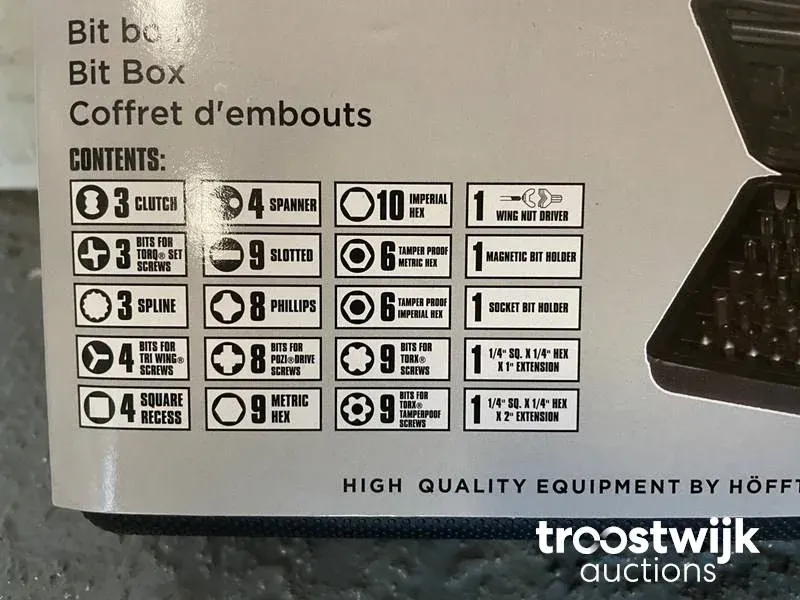 Bit
Bit Box
Coffret d'embouts
CONTENTS:
3 CLUTCH
4 SPANNER
10 IMPERIAL
HEX
1 WING NUT DRIVER
3 BITS FOR
TORQ® SET
SCREWS
9 SLOTTED
6 TAMPER PROOF
METRIC HEX
1 MAGNETIC BIT HOLDER
3 SPLINE
8 PHILLIPS
6 TAMPER PROOF
IMPERIAL HEX
1 SOCKET BIT HOLDER
4 BITS FOR
TRI WING®
SCREWS
8 BITS FOR
POZI®DRIVE
SCREWS
9 BITS FOR
TORX®
SCREWS
1 1/4" SQ. X 1/4" HEX
X 1" EXTENSION
4 SQUARE
RECESS
9 METRIC
HEX
9 BITS FOR
TORX®
TAMPERPOOF
SCREWS
1 1/4" SQ. X 1/4" HEX
X 2" EXTENSION
HIGH QUALITY EQUIPMENT BY HÖFFT
troostwijk
auctions